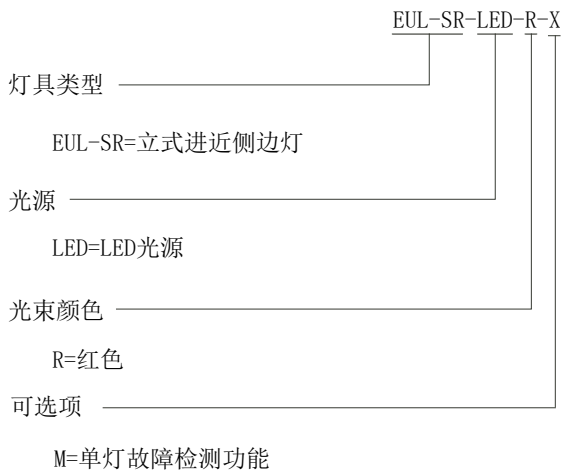 EUL-SR-LED-R-X
灯具类型
EUL-SR=立式进近侧边灯
光源
LED=LED光源
光束颜色
R=红色
可选项
M=单灯故障检测功能